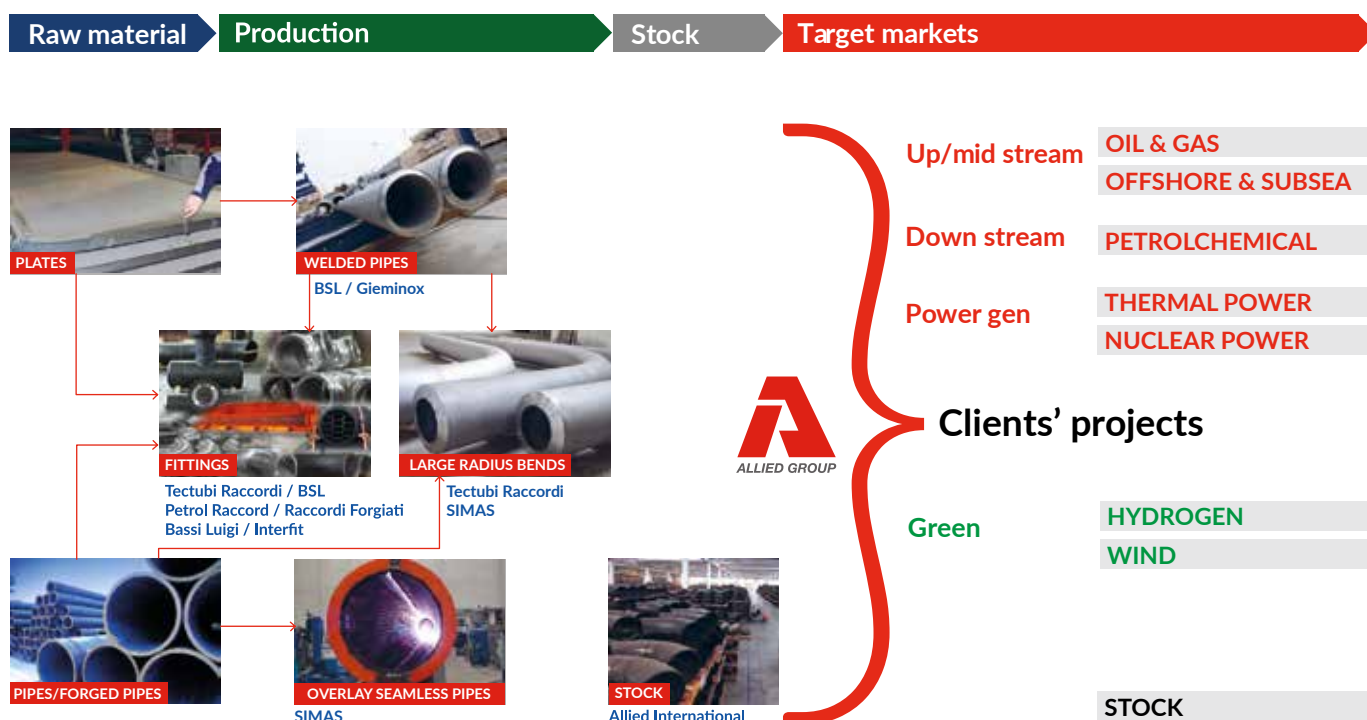 Raw material
Production
Stock
Target markets
PLATES
WELDED PIPES
BSL / Gieminox
FITTINGS
Tectubi Raccordi / BSL
Petrol Raccord / Raccordi Forgiati
Bassi Luigi / Interfit
LARGE RADIUS BENDS
Tectubi Raccordi
SIMAS
PIPES/FORGED PIPES
OVERLAY SEAMLESS PIPES
SIMAS
STOCK
Allied International
ALLIED GROUP
Up/mid stream
OIL & GAS
OFFSHORE & SUBSEA
Down stream
PETROLCHEMICAL
Power gen
THERMAL POWER
NUCLEAR POWER
Clients’ projects
Green
HYDROGEN
WIND
STOCK